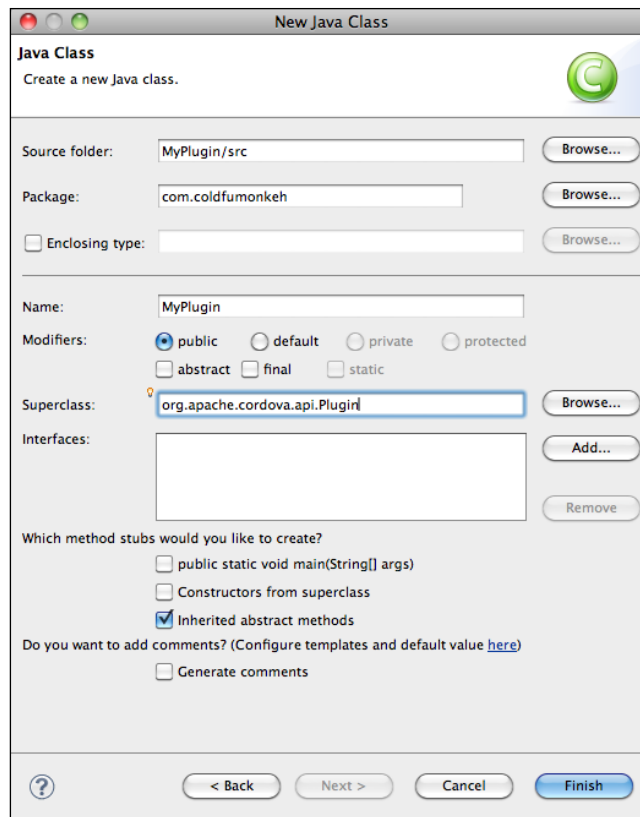 New Java Class
Java Class
Create a new Java class.
C
Source folder: MyPlugin/src Browse...
Package: com.coldfumonkeh Browse...
Enclosing type: Browse...
Name: MyPlugin
Modifiers: public default private protected
abstract final static
Superclass: org.apache.cordova.api.Plugin Browse...
Interfaces: Add...
Remove
Which method stubs would you like to create?
public static void main(String[] args)
Constructors from superclass
Inherited abstract methods
Do you want to add comments? (Configure templates and default value here)
Generate comments
? < Back Next > Cancel Finish